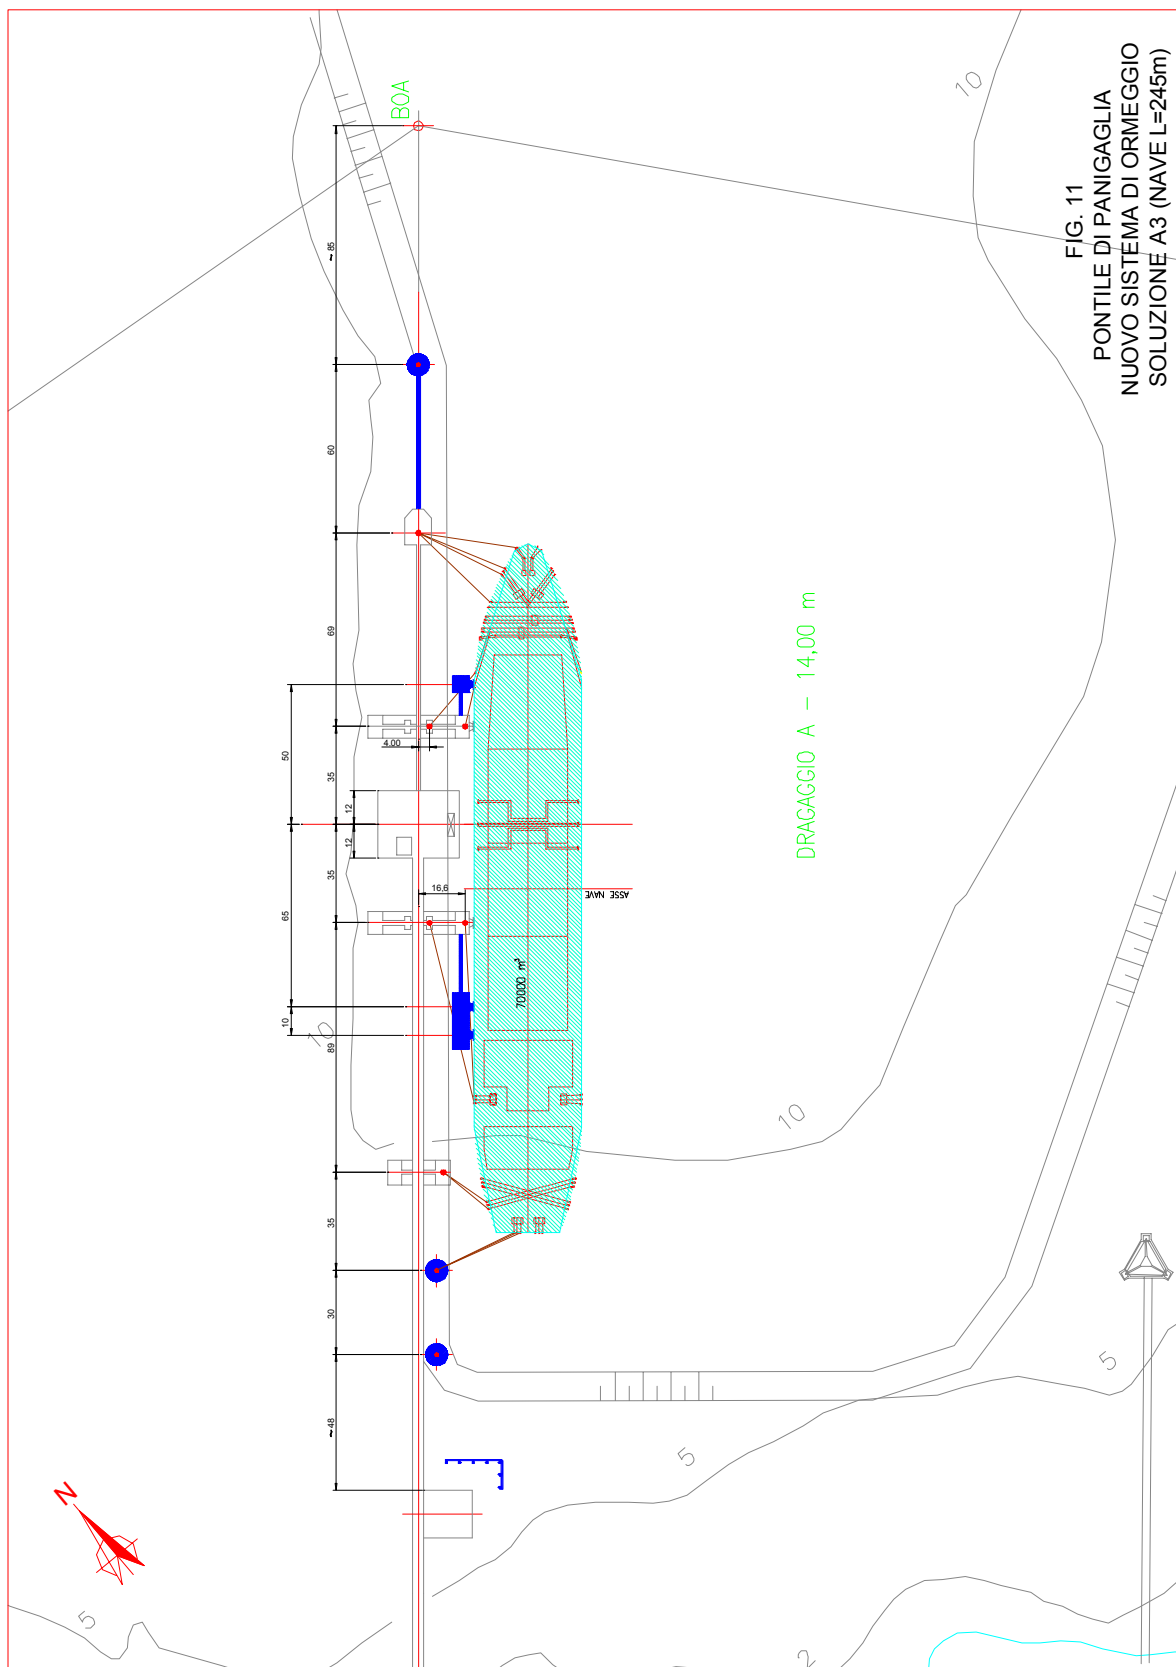 FIG. 11
PONTILE DI PANIGAGLIA
NUOVO SISTEMA DI ORMEGGIO
SOLUZIONE A3 (NAVE L=245m)
BOA
10
~85
60
69
50
35
12
4.00
DRAGAGGIO A - 14,00 m
12
35
16,6
ASSE NAVE
65
70000 m³
10
10
89
10
35
30
~48
5
5
N
5
2